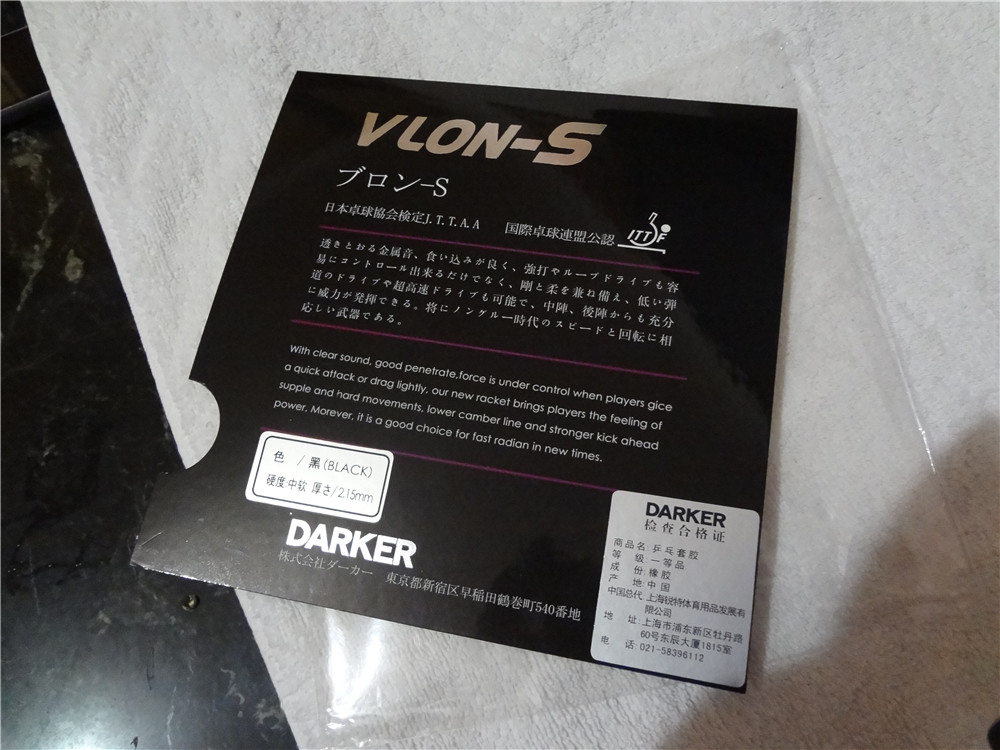 VLON-S
ブロン-S
日本卓球協会検定J.T.T.A.A 国際卓球連盟公認 ITTF
透きとおる金属音、食い込みが良く、強打やループドライブも容
易にコントロール出来るだけでなく、剛と柔を兼ね備え、低い弾
道のドライブや超高速ドライブも可能で、中陣、後陣からも充分
に威力が発揮できる。将にノングルー時代のスピードと回転に相
応しい武器である。
With clear sound, good penetrate,force is under control when players gice
a quick attack or drag lightly, our new racket brings players the feeling of
supple and hard movements, lower camber line and stronger kick ahead
power. Morever, it is a good choice for fast radian in new times.
色 / 黑(BLACK)
硬度:中软 厚さ/2.15mm
DARKER
株式会社ダーカー 東京都新宿区早稲田鶴巻町540番地
DARKER
检查合格证
商品名:乒乓套胶
等 级:一等品
成 份:橡胶
产 地:中国
中国总代:上海锐特体育用品发展有
限公司
地 址:上海市浦东新区牡丹路
60号东辰大厦1815室
电 话:021-58396112